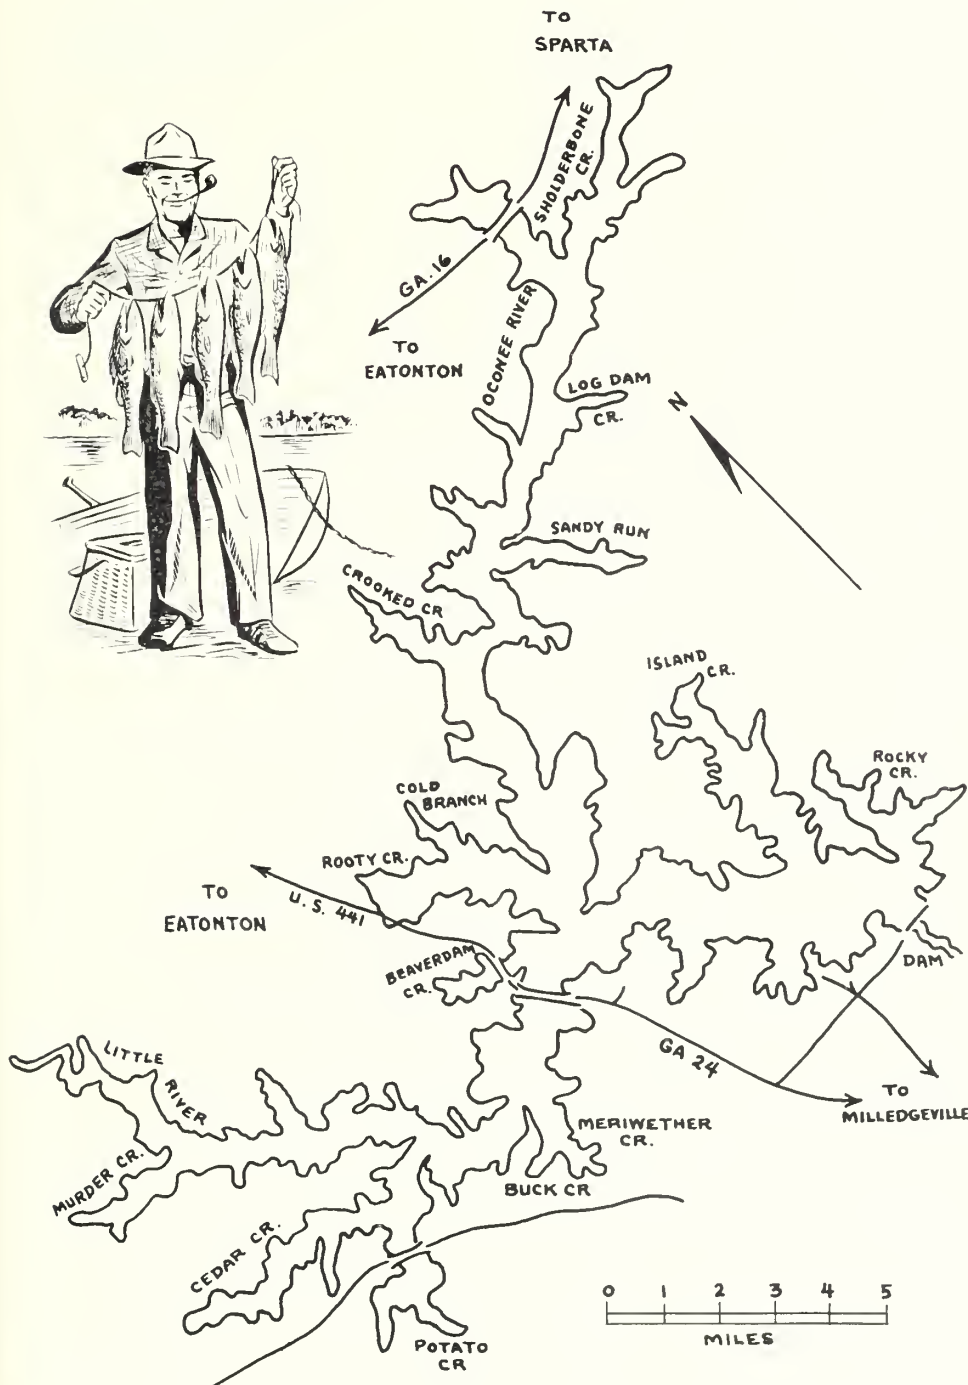 TO
SPARTA
SHOLDERBONE
CR.
GA. 16
TO
EATONTON
OCONEE RIVER
LOG DAM
CR.
N
SANDY RUN
CROOKED CR
ISLAND
CR.
ROCKY
CR.
COLD
BRANCH
ROOTY CR.
TO
EATONTON
U.S. 441
BEAVERDAM
CR.
DAM
GA 24
TO
MILLEDGEVILLE
LITTLE
RIVER
MERIWETHER
CR.
MURDER CR.
BUCK CR
CEDAR CR.
POTATO
CR
0 1 2 3 4 5
MILES